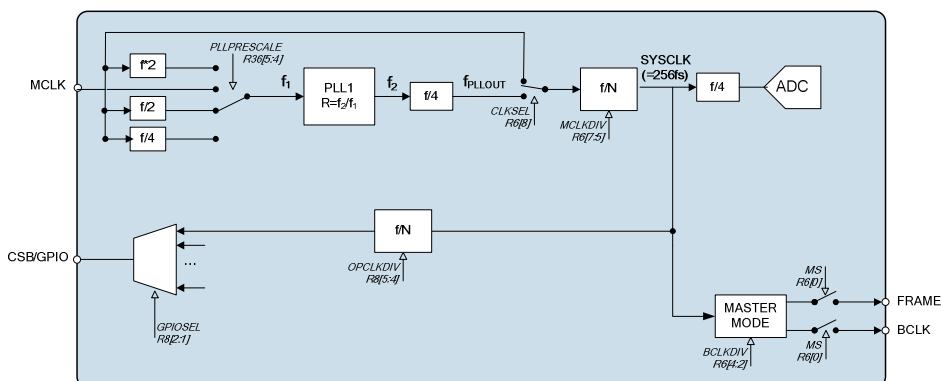 PLLPRESCALE
R36[5:4]
f*2
MCLK
f/2
f/4
f1
PLL1
R=f2/f1
f2
f/4
fPLLOUT
CLKSEL
R6[8]
f/N
MCLKDIV
R6[7:5]
SYSCLK
(=256fs)
f/4
ADC
CSB/GPIO
...
GPIOSEL
R8[2:1]
f/N
OPCLKDIV
R8[5:4]
MASTER
MODE
BCLKDIV
R6[4:2]
MS
R6[0]
FRAME
BCLK
MS
R6[0]